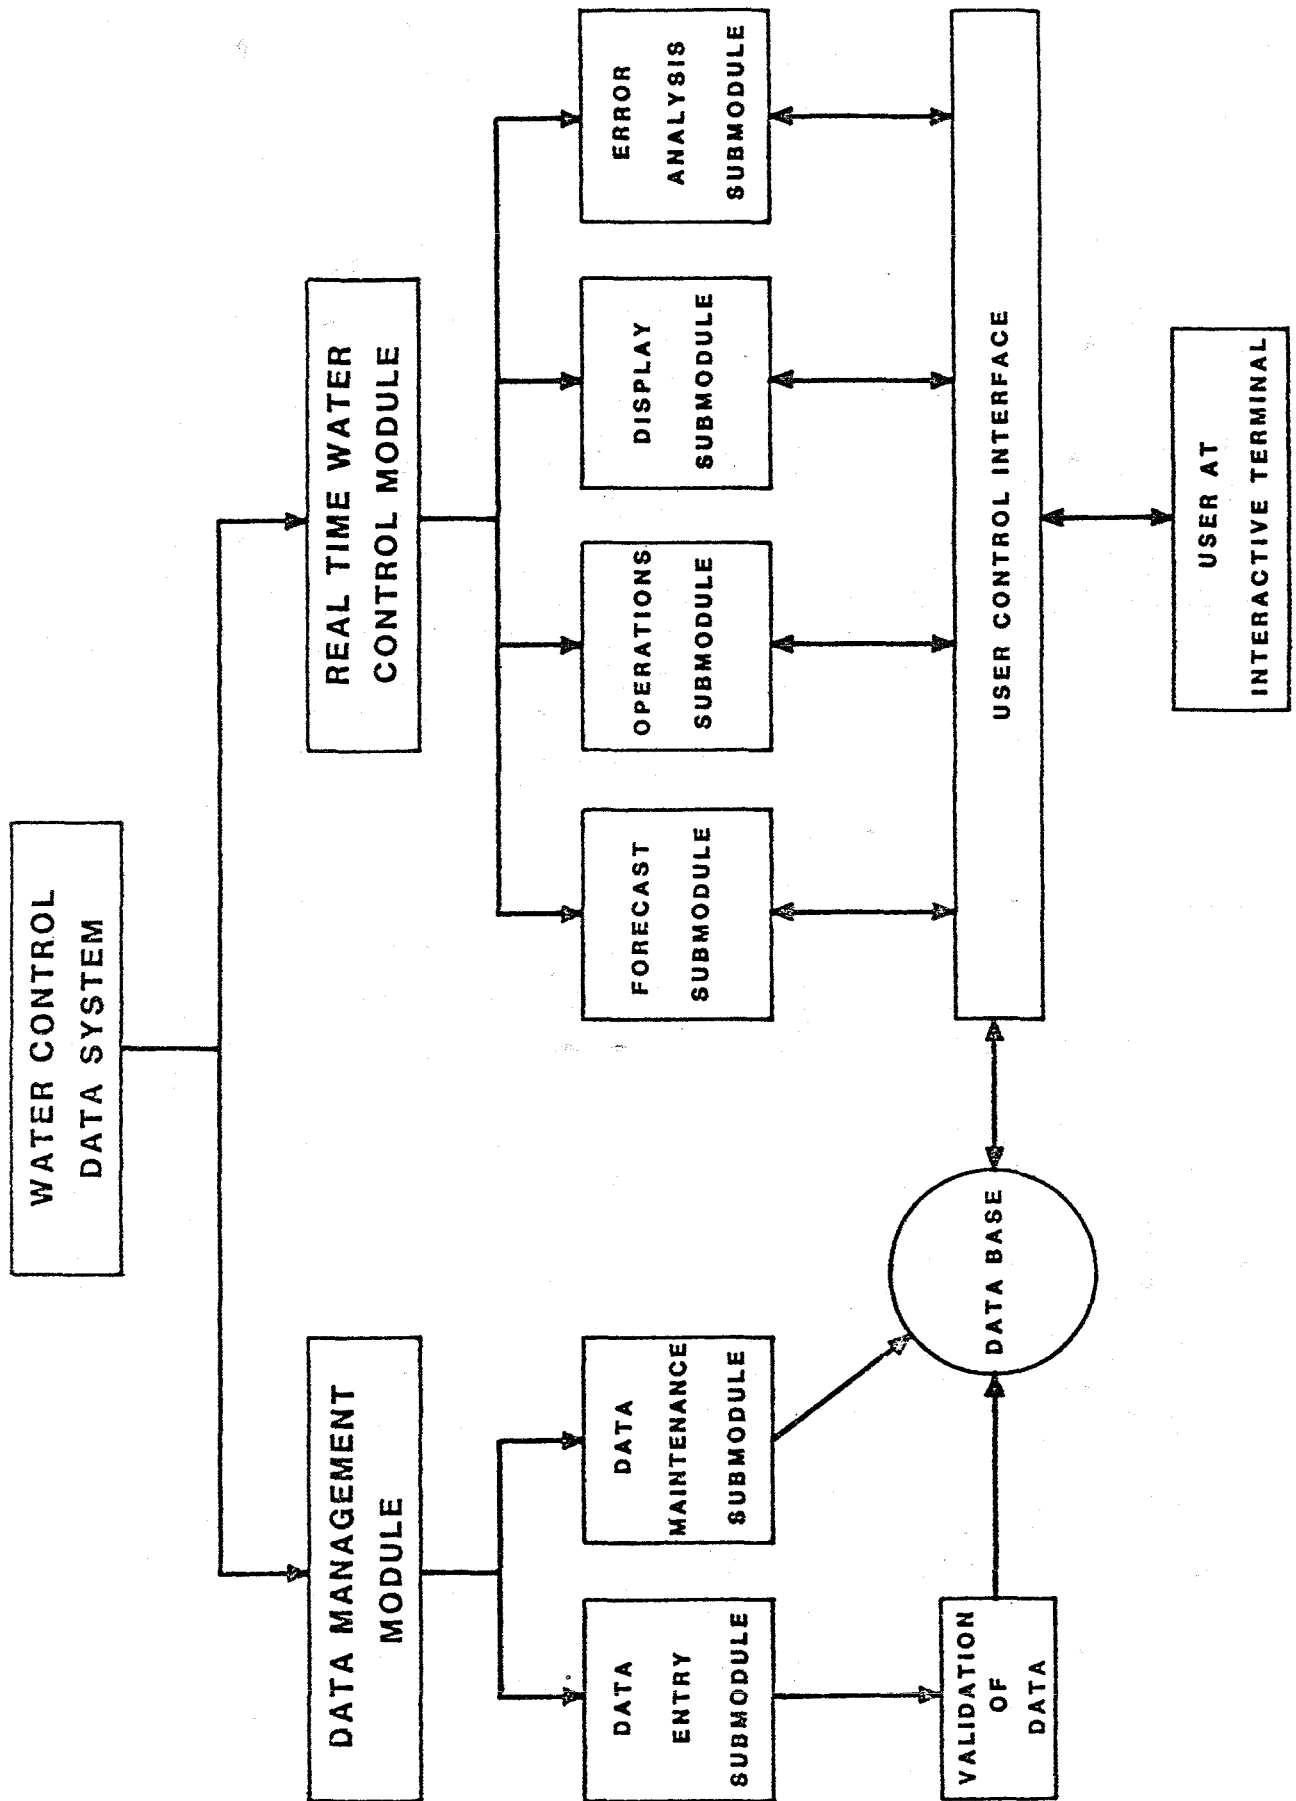 WATER CONTROL
DATA SYSTEM
DATA MANAGEMENT
MODULE
REAL TIME WATER
CONTROL MODULE
DATA
ENTRY
SUBMODULE
DATA
MAINTENANCE
SUBMODULE
FORECAST
SUBMODULE
OPERATIONS
SUBMODULE
DISPLAY
SUBMODULE
ERROR
ANALYSIS
SUBMODULE
VALIDATION
OF
DATA
DATA BASE
USER CONTROL INTERFACE
USER AT
INTERACTIVE TERMINAL